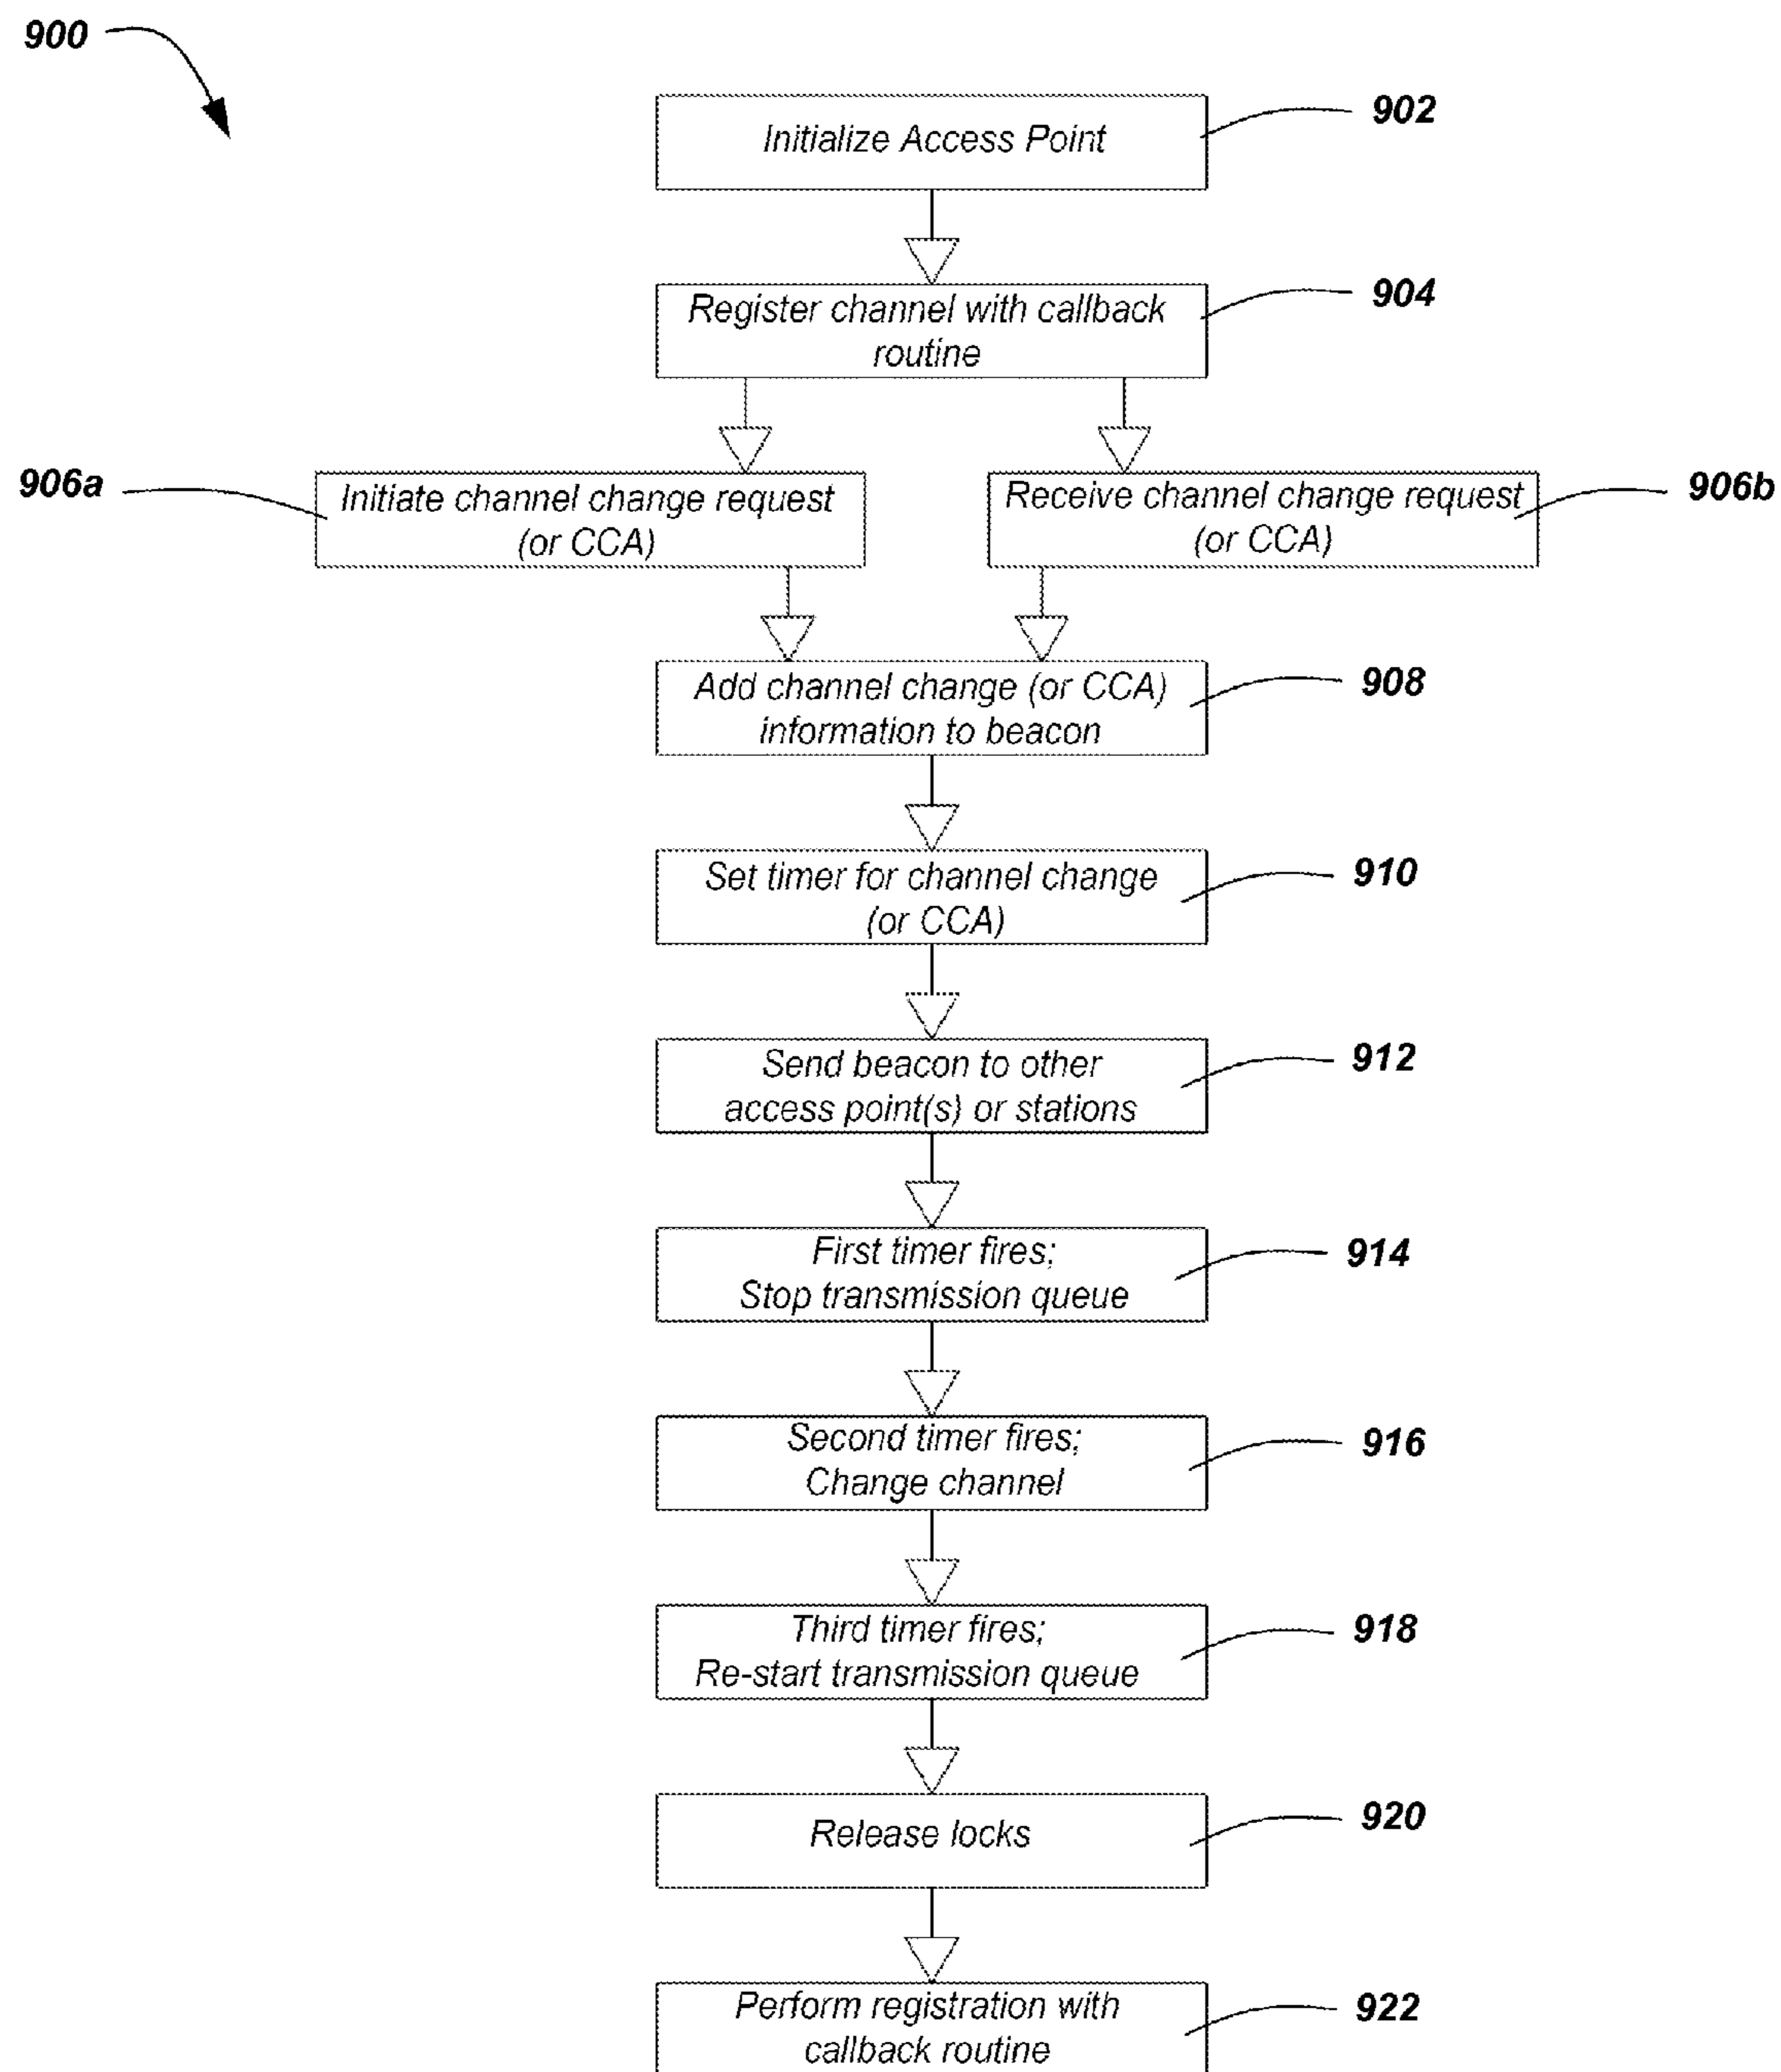 900
Initialize Access Point
902
Register channel with callback
routine
904
906a
Initiate channel change request
(or CCA)
Receive channel change request
(or CCA)
906b
Add channel change (or CCA)
information to beacon
908
Set timer for channel change
(or CCA)
910
Send beacon to other
access point(s) or stations
912
First timer fires;
Stop transmission queue
914
Second timer fires;
Change channel
916
Third timer fires;
Re-start transmission queue
918
Release locks
920
Perform registration with
callback routine
922